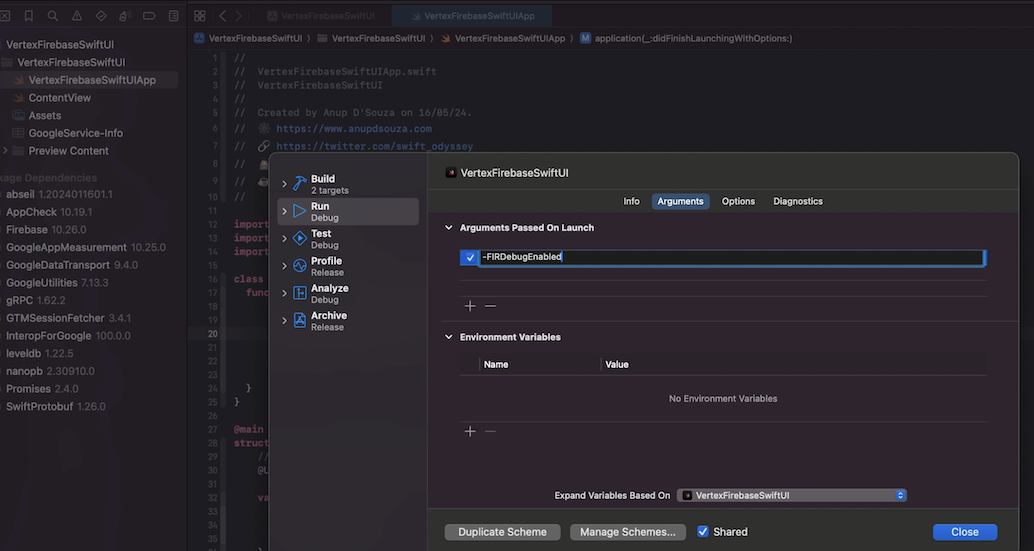 VertexFirebaseSwiftUI
VertexFirebaseSwiftUIApp
VertexFirebaseSwiftUI
VertexFirebaseSwiftUI
VertexFirebaseSwiftUIApp
ContentView
Assets
GoogleService-Info
Preview Content
kage Dependencies
abseil 1.2024011601.1
AppCheck 10.19.1
Firebase 10.26.0
GoogleAppMeasurement 10.25.0
GoogleDataTransport 9.4.0
GoogleUtilities 7.13.3
gRPC 1.62.2
GTMSessionFetcher 3.4.1
InteropForGoogle 100.0.0
leveldb 1.22.5
nanopb 2.30910.0
Promises 2.4.0
SwiftProtobuf 1.26.0
VertexFirebaseSwiftUI 〉 VertexFirebaseSwiftUI 〉 VertexFirebaseSwiftUIApp 〉 M application(_:didFinishLaunchingWithOptions:)
1 //
2 // VertexFirebaseSwiftUIApp.swift
3 // VertexFirebaseSwiftUI
4 //
5 // Created by Anup D'Souza on 16/05/24.
6 // 🕸️ https://www.anupdsouza.com
7 // 🔗 https://twitter.com/swift_odyssey
8 //
9 //
10 //
11
12 import
13 import
14 import
15
16 class
17 func
18
19
20
21
22
23
24 }
25 }
26
27 @main
28 struct
29 //
30 @U
31
32 va
33
34
35 }
Build
2 targets
Run
Debug
Test
Debug
Profile
Release
Analyze
Debug
Archive
Release
VertexFirebaseSwiftUI
Info Arguments Options Diagnostics
Arguments Passed On Launch
-FIRDebugEnabled
Environment Variables
Name Value
No Environment Variables
Expand Variables Based On VertexFirebaseSwiftUI
Duplicate Scheme Manage Schemes... Shared Close